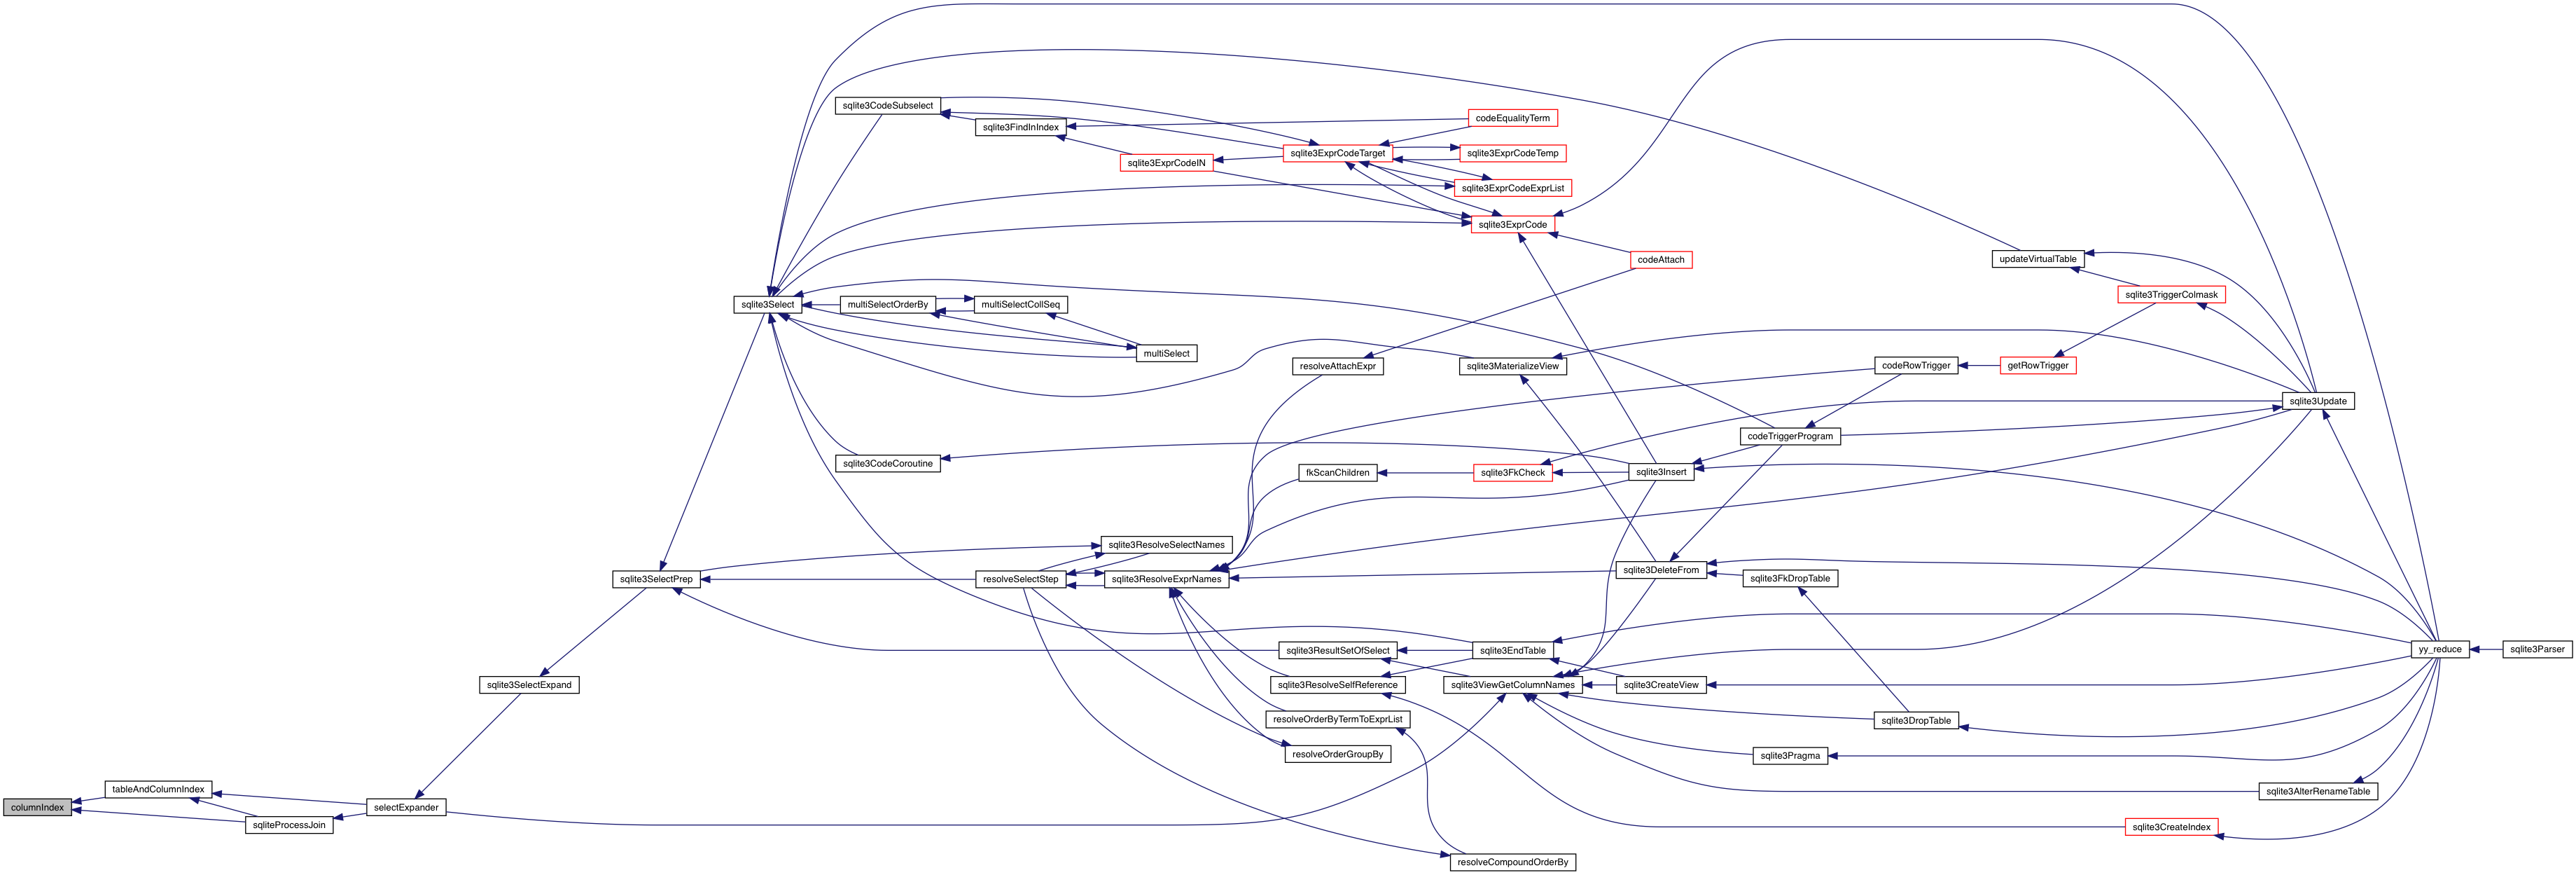 columnIndex
tableAndColumnIndex
sqliteProcessJoin
selectExpander
sqlite3SelectExpand
sqlite3SelectPrep
sqlite3Select
sqlite3CodeSubselect
multiSelectOrderBy
sqlite3CodeCoroutine
sqlite3FindInIndex
multiSelectCollSeq
resolveSelectStep
sqlite3ExprCodeIN
multiSelect
sqlite3ResolveSelectNames
sqlite3ResolveExprNames
sqlite3ExprCodeTarget
resolveAttachExpr
fkScanChildren
sqlite3ResultSetOfSelect
sqlite3ResolveSelfReference
resolveOrderByTermToExprList
resolveOrderGroupBy
codeEqualityTerm
sqlite3ExprCodeTemp
sqlite3ExprCodeExprList
sqlite3ExprCode
sqlite3MaterializeView
sqlite3FkCheck
sqlite3EndTable
sqlite3ViewGetColumnNames
resolveCompoundOrderBy
codeAttach
sqlite3Insert
sqlite3DeleteFrom
sqlite3CreateView
codeTriggerProgram
sqlite3FkDropTable
sqlite3Pragma
codeRowTrigger
sqlite3DropTable
updateVirtualTable
getRowTrigger
sqlite3TriggerColmask
sqlite3CreateIndex
sqlite3Update
sqlite3AlterRenameTable
yy_reduce
sqlite3Parser